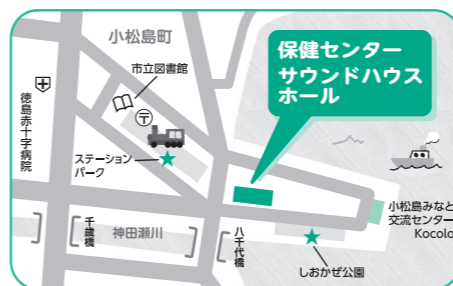 小松島町
市立図書館
保健センター
サウンドハウス
ホール
徳島赤十字病院
〒
ステーション
パーク
小松島みなと
交流センター
Kocolo
千歳橋
神田瀬川
八千代橋
しおかぜ公園